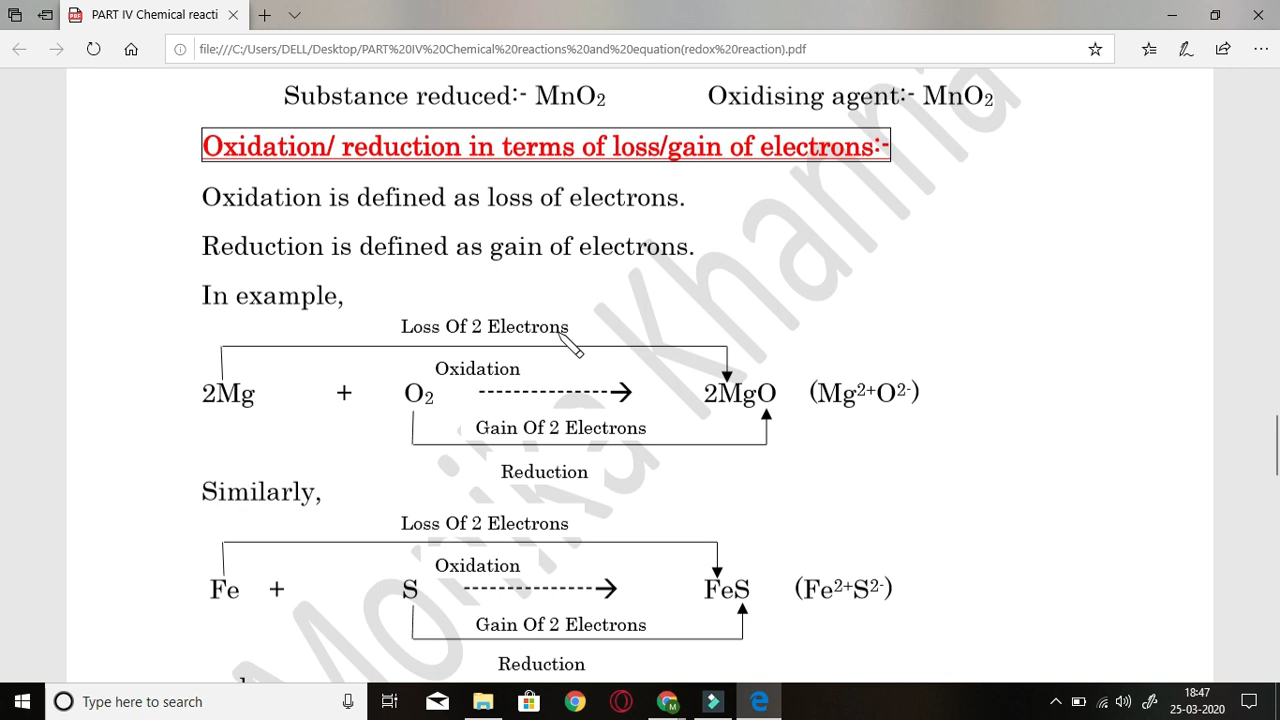 PART IV Chemical reacti
file:///C:/Users/DELL/Desktop/PART%20IV%20Chemical%20reactions%20and%20equation(redox%20reaction).pdf
Substance reduced:- MnO2 Oxidising agent:- MnO2
Oxidation/ reduction in terms of loss/gain of electrons:-
Oxidation is defined as loss of electrons.
Reduction is defined as gain of electrons.
In example,
Loss Of 2 Electrons
Oxidation
2Mg + O2 → 2MgO (Mg2+O2-)
Gain Of 2 Electrons
Reduction
Similarly,
Loss Of 2 Electrons
Oxidation
Fe + S → FeS (Fe2+S2-)
Gain Of 2 Electrons
Reduction
Monika Khanna
Type here to search
18:47
25-03-2020